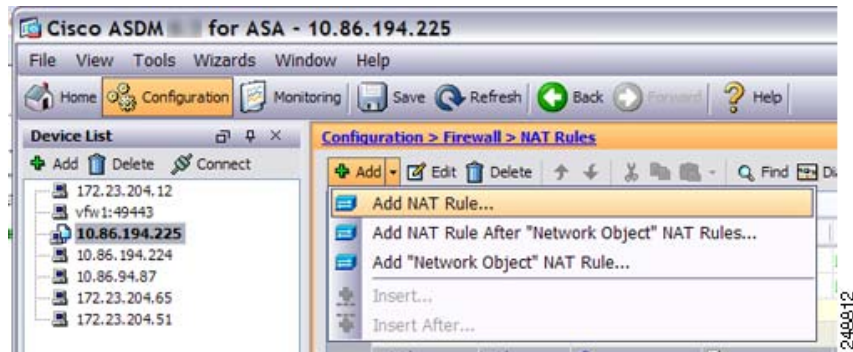 Cisco ASDM for ASA - 10.86.194.225
File View Tools Wizards Window Help
Home Configuration Monitoring Save Refresh Back Forward Help
Device List
Add Delete Connect
172.23.204.12
vfw1:49443
10.86.194.225
10.86.194.224
10.86.94.87
172.23.204.65
172.23.204.51
Configuration > Firewall > NAT Rules
Add Edit Delete Find Di
Add NAT Rule...
Add NAT Rule After "Network Object" NAT Rules...
Add "Network Object" NAT Rule...
Insert...
Insert After...
248812